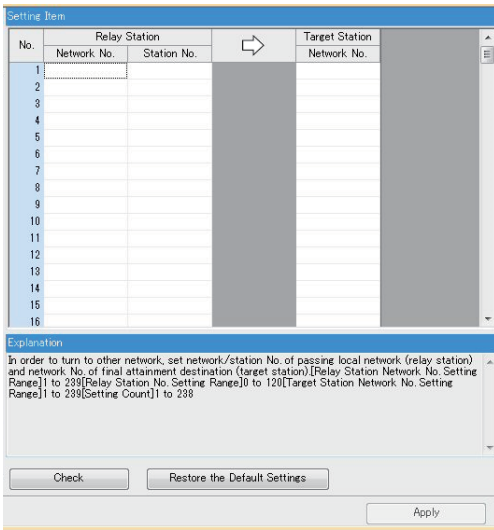 Setting Item
No. Relay Station Target Station
Network No. Station No. Network No.
1
2
3
4
5
6
7
8
9
10
11
12
13
14
15
16
Explanation
In order to turn to other network, set network/station No. of passing local network (relay station)
and network No. of final attainment destination (target station).[Relay Station Network No. Setting
Range]1 to 239[Relay Station No. Setting Range]0 to 120[Target Station Network No. Setting
Range]1 to 239[Setting Count]1 to 238
Check Restore the Default Settings
Apply